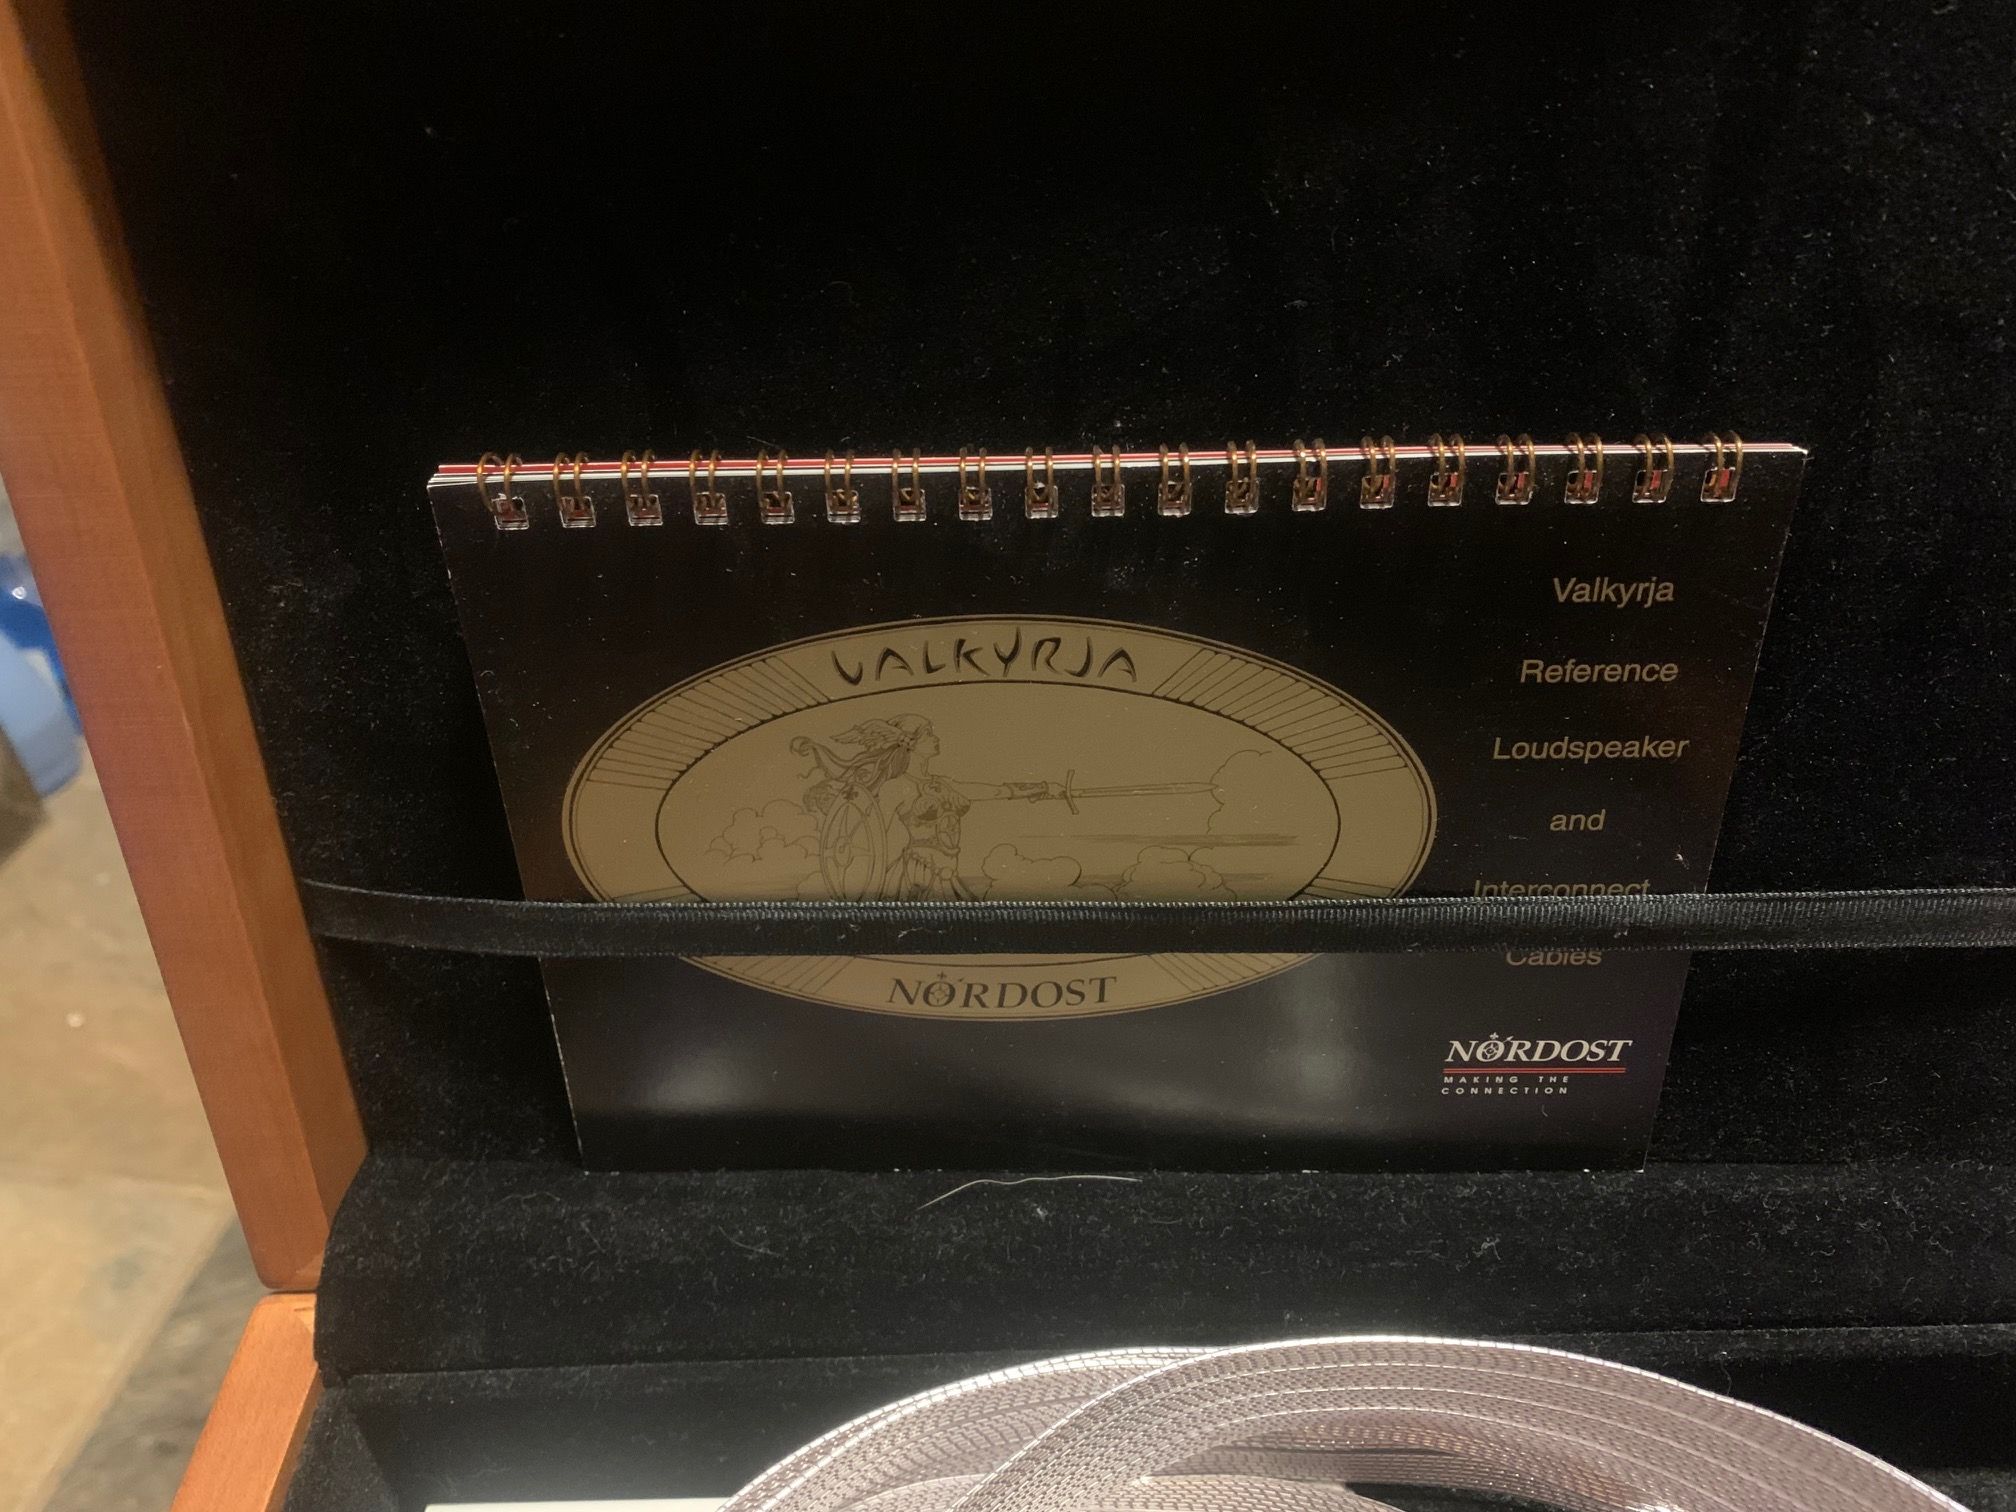 VALKYRJA
NORDOST
Valkyrja
Reference
Loudspeaker
and
Interconnect
Cables
NORDOST
MAKING THE
CONNECTION